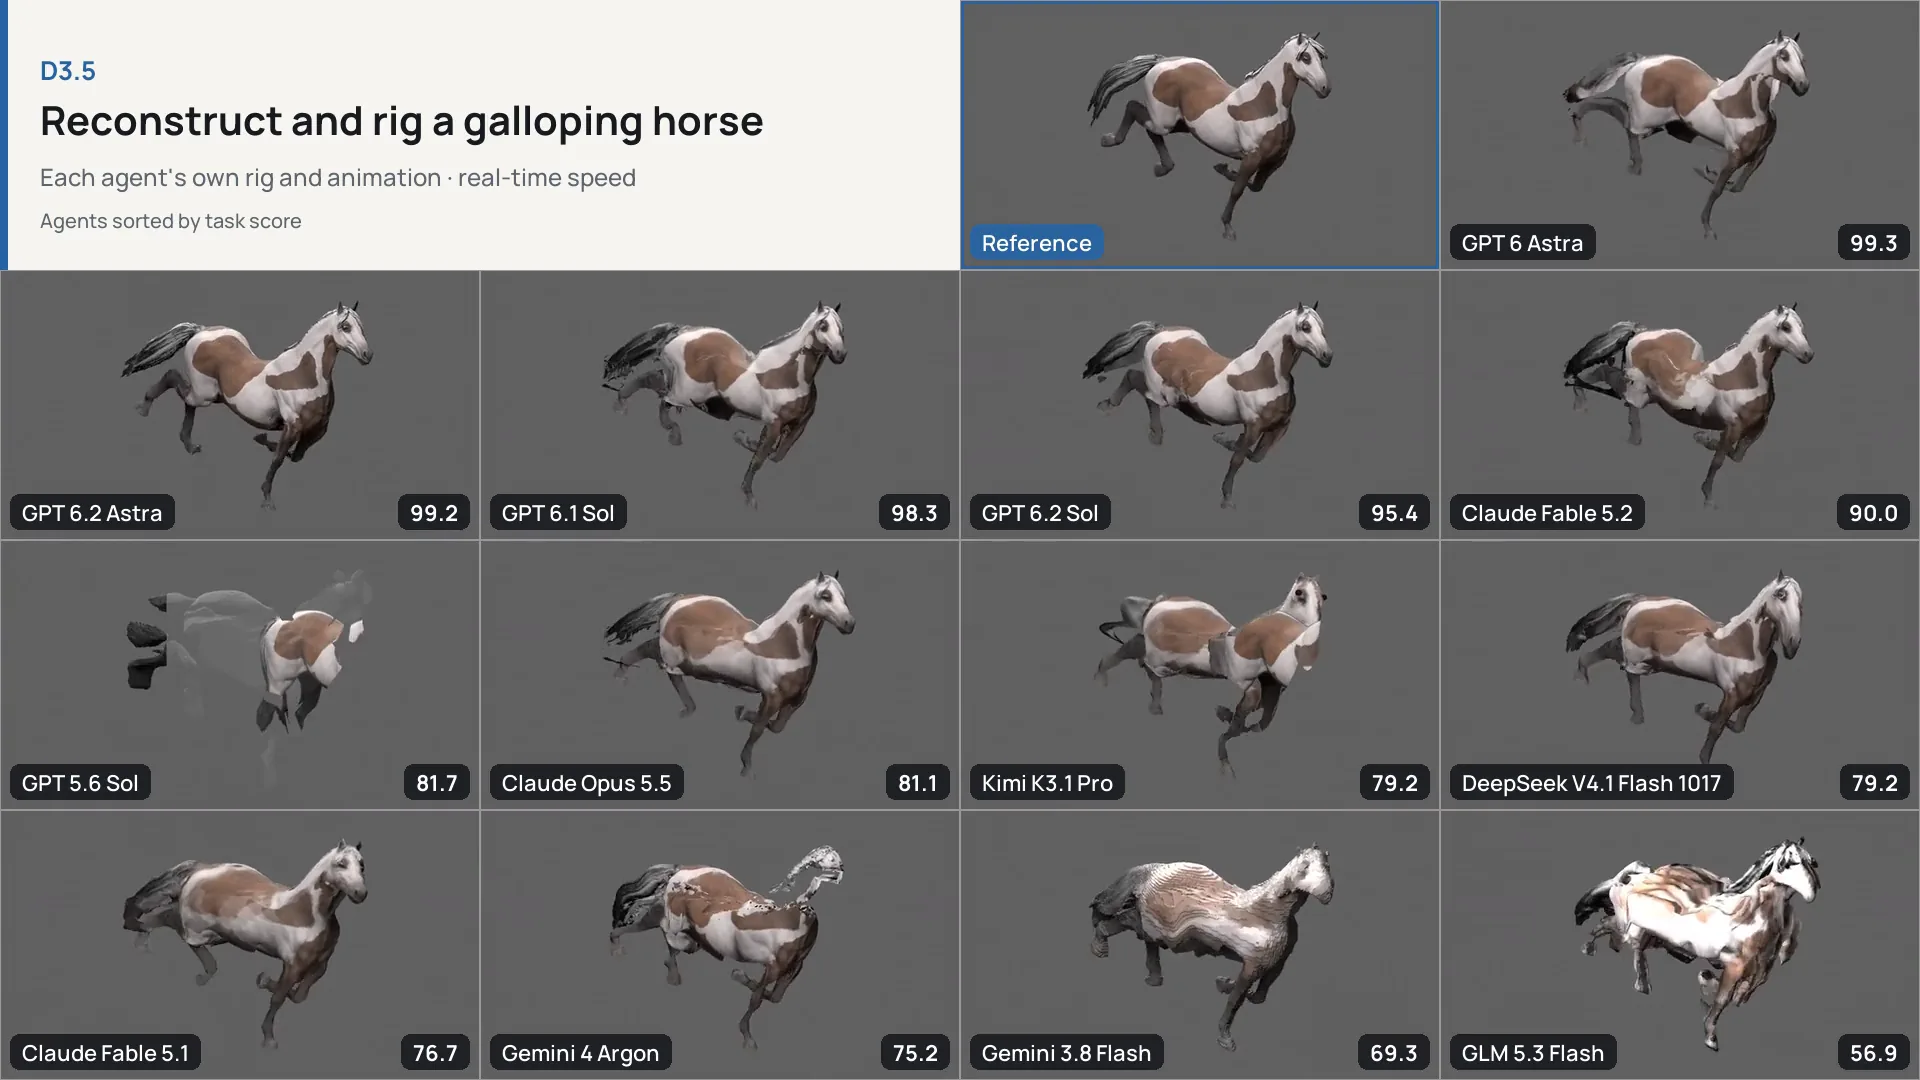 D3.5
Reconstruct and rig a galloping horse
Each agent's own rig and animation · real-time speed
Agents sorted by task score
Reference
GPT 6 Astra
99.3
GPT 6.2 Astra
99.2
GPT 6.1 Sol
98.3
GPT 6.2 Sol
95.4
Claude Fable 5.2
90.0
GPT 5.6 Sol
81.7
Claude Opus 5.5
81.1
Kimi K3.1 Pro
79.2
DeepSeek V4.1 Flash 1017
79.2
Claude Fable 5.1
76.7
Gemini 4 Argon
75.2
Gemini 3.8 Flash
69.3
GLM 5.3 Flash
56.9